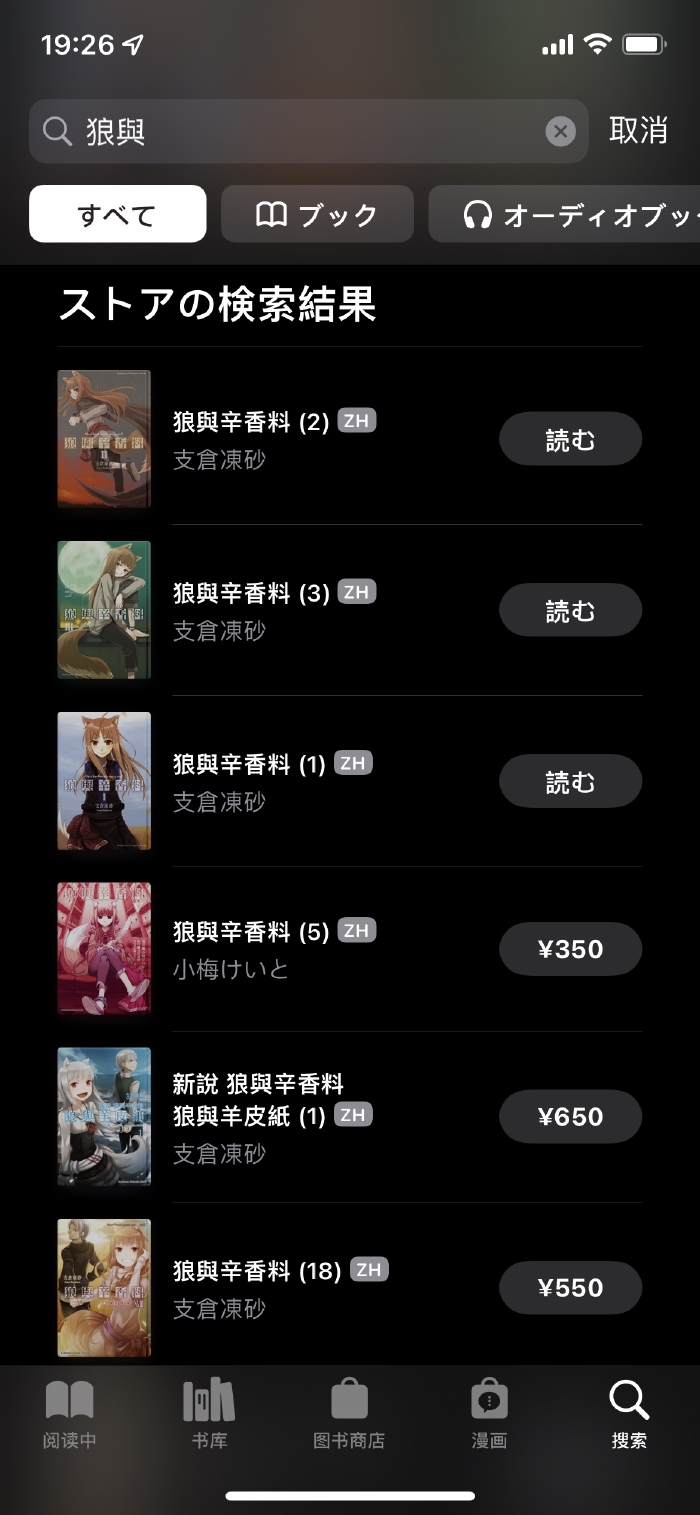 19:26
狼與
取消
すべて
ブック
オーディオブッ
ストアの検索結果
狼與辛香料 (2) ZH
支倉凍砂
読む
狼與辛香料 (3) ZH
支倉凍砂
読む
狼與辛香料 (1) ZH
支倉凍砂
読む
狼與辛香料 (5) ZH
小梅けいと
¥350
新說 狼與辛香料
狼與羊皮紙 (1) ZH
支倉凍砂
¥650
狼與辛香料 (18) ZH
支倉凍砂
¥550
阅读中
书库
图书商店
漫画
搜索